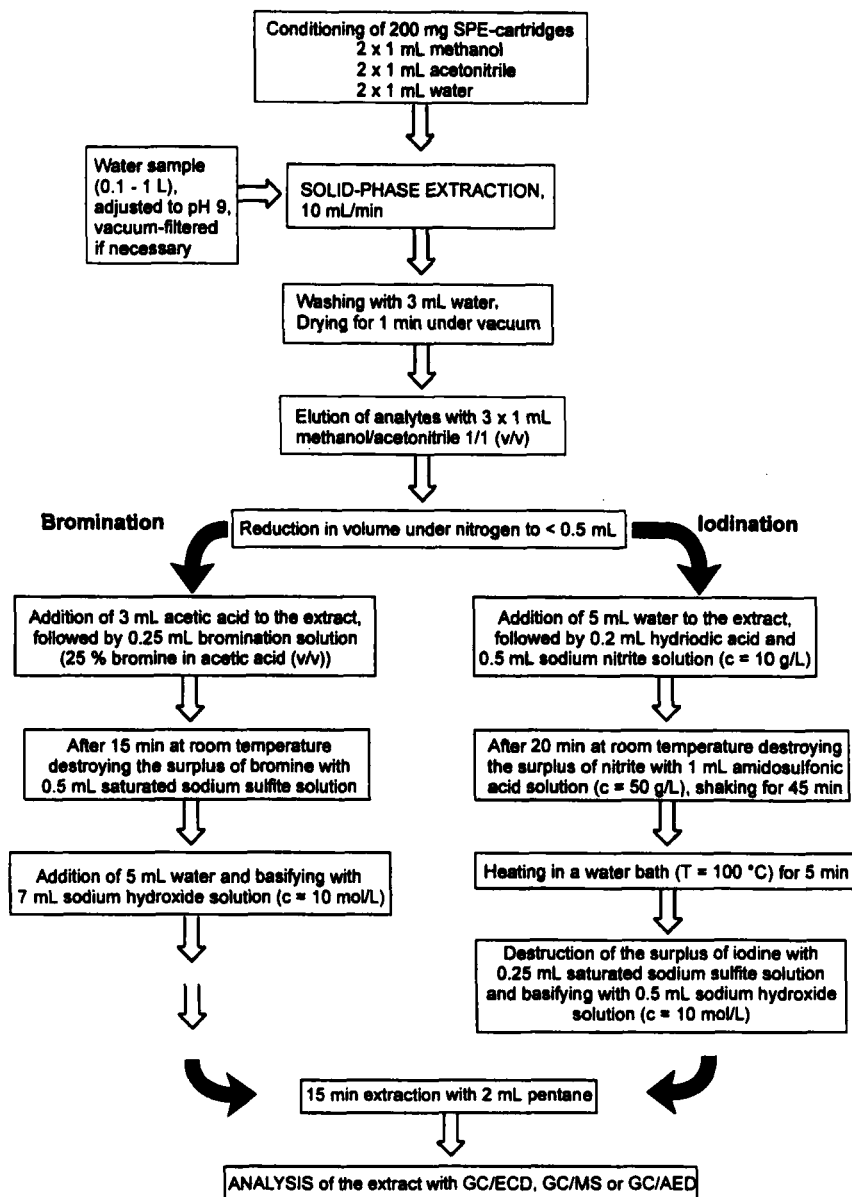 Conditioning of 200 mg SPE-cartridges
2 x 1 mL methanol
2 x 1 mL acetonitrile
2 x 1 mL water
Water sample
(0.1 - 1 L),
adjusted to pH 9,
vacuum-filtered
if necessary
SOLID-PHASE EXTRACTION,
10 mL/min
Washing with 3 mL water.
Drying for 1 min under vacuum
Elution of analytes with 3 x 1 mL
methanol/acetonitrile 1/1 (v/v)
Bromination
Reduction in volume under nitrogen to < 0.5 mL
Iodination
Addition of 3 mL acetic acid to the extract,
followed by 0.25 mL bromination solution
(25 % bromine in acetic acid (v/v))
After 15 min at room temperature
destroying the surplus of bromine with
0.5 mL saturated sodium sulfite solution
Addition of 5 mL water and basifying with
7 mL sodium hydroxide solution (c = 10 mol/L)
Addition of 5 mL water to the extract,
followed by 0.2 mL hydriodic acid and
0.5 mL sodium nitrite solution (c = 10 g/L)
After 20 min at room temperature destroying
the surplus of nitrite with 1 mL amidosulfonic
acid solution (c = 50 g/L), shaking for 45 min
Heating in a water bath (T = 100 °C) for 5 min
Destruction of the surplus of iodine with
0.25 mL saturated sodium sulfite solution
and basifying with 0.5 mL sodium hydroxide
solution (c = 10 mol/L)
15 min extraction with 2 mL pentane
ANALYSIS of the extract with GC/ECD, GC/MS or GC/AED